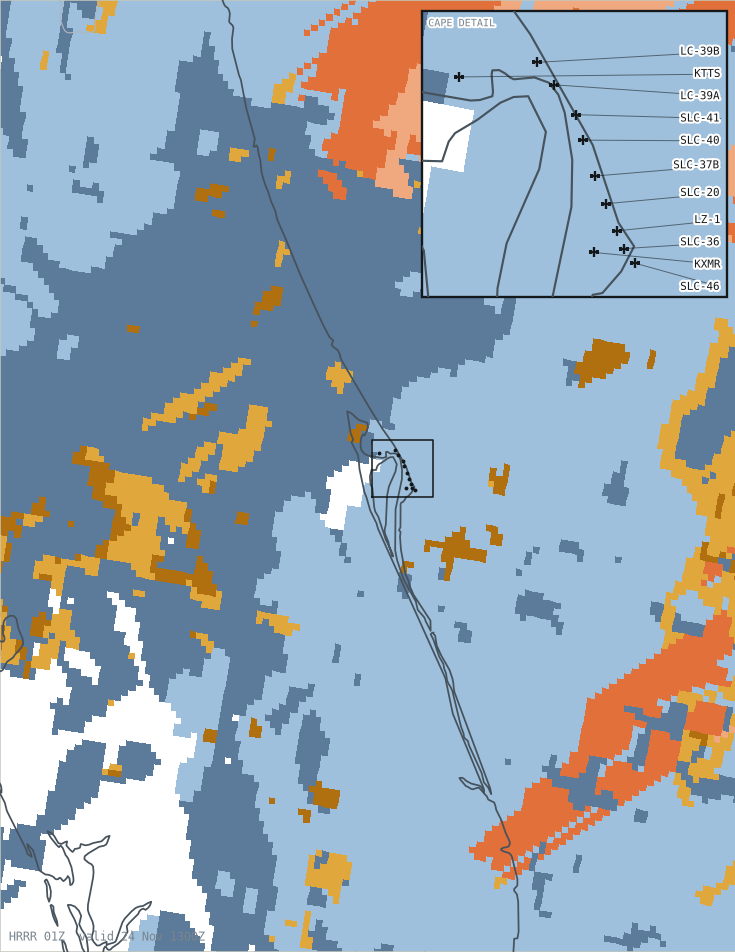 CAPE DETAIL
LC-39B
KTTS
LC-39A
SLC-41
SLC-40
SLC-37B
SLC-20
LZ-1
SLC-36
KXMR
SLC-46
HRRR 01Z valid 24 Nov 1300Z